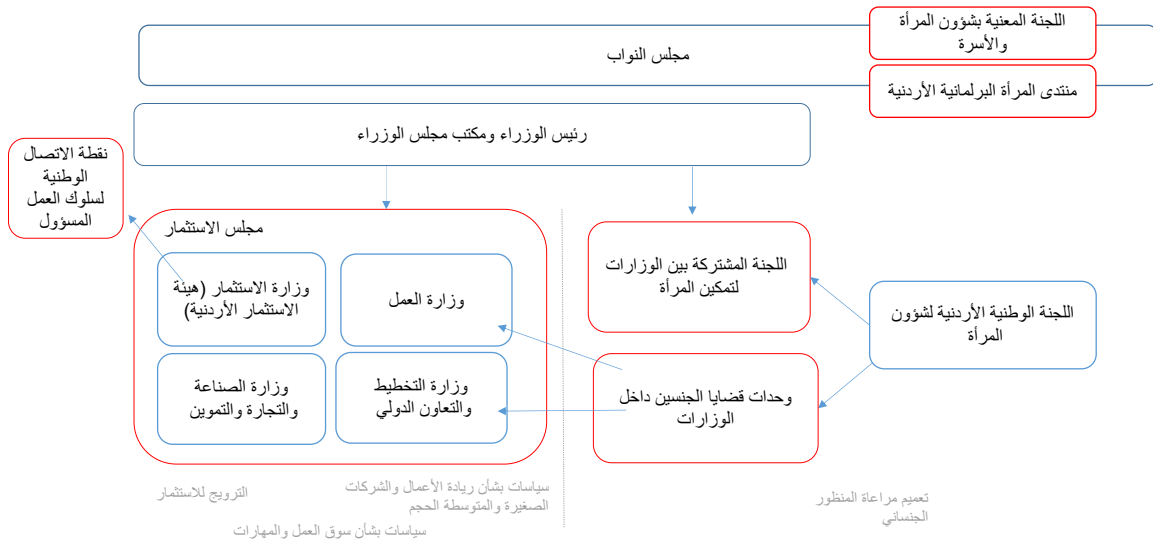 اللجنة المعنية بشؤون المرأة
والأسرة
مجلس النواب
منتدى المرأة البرلمانية الأردنية
رئيس الوزراء ومكتب مجلس الوزراء
نقطة الاتصال
الوطنية
لسلوك العمل
المسؤول
مجلس الاستثمار
وزارة الاستثمار (هيئة
الاستثمار الأردنية)
وزارة العمل
وزارة الصناعة
والتجارة والتموين
وزارة التخطيط
والتعاون الدولي
اللجنة المشتركة بين الوزارات
لتمكين المرأة
اللجنة الوطنية الأردنية لشؤون
المرأة
وحدات قضايا الجنسين داخل
الوزارات
الترويج للاستثمار
سياسات بشأن ريادة الأعمال والشركات
الصغيرة والمتوسطة الحجم
سياسات بشأن سوق العمل والمهارات
تعميم مراعاة المنظور
الجنساني